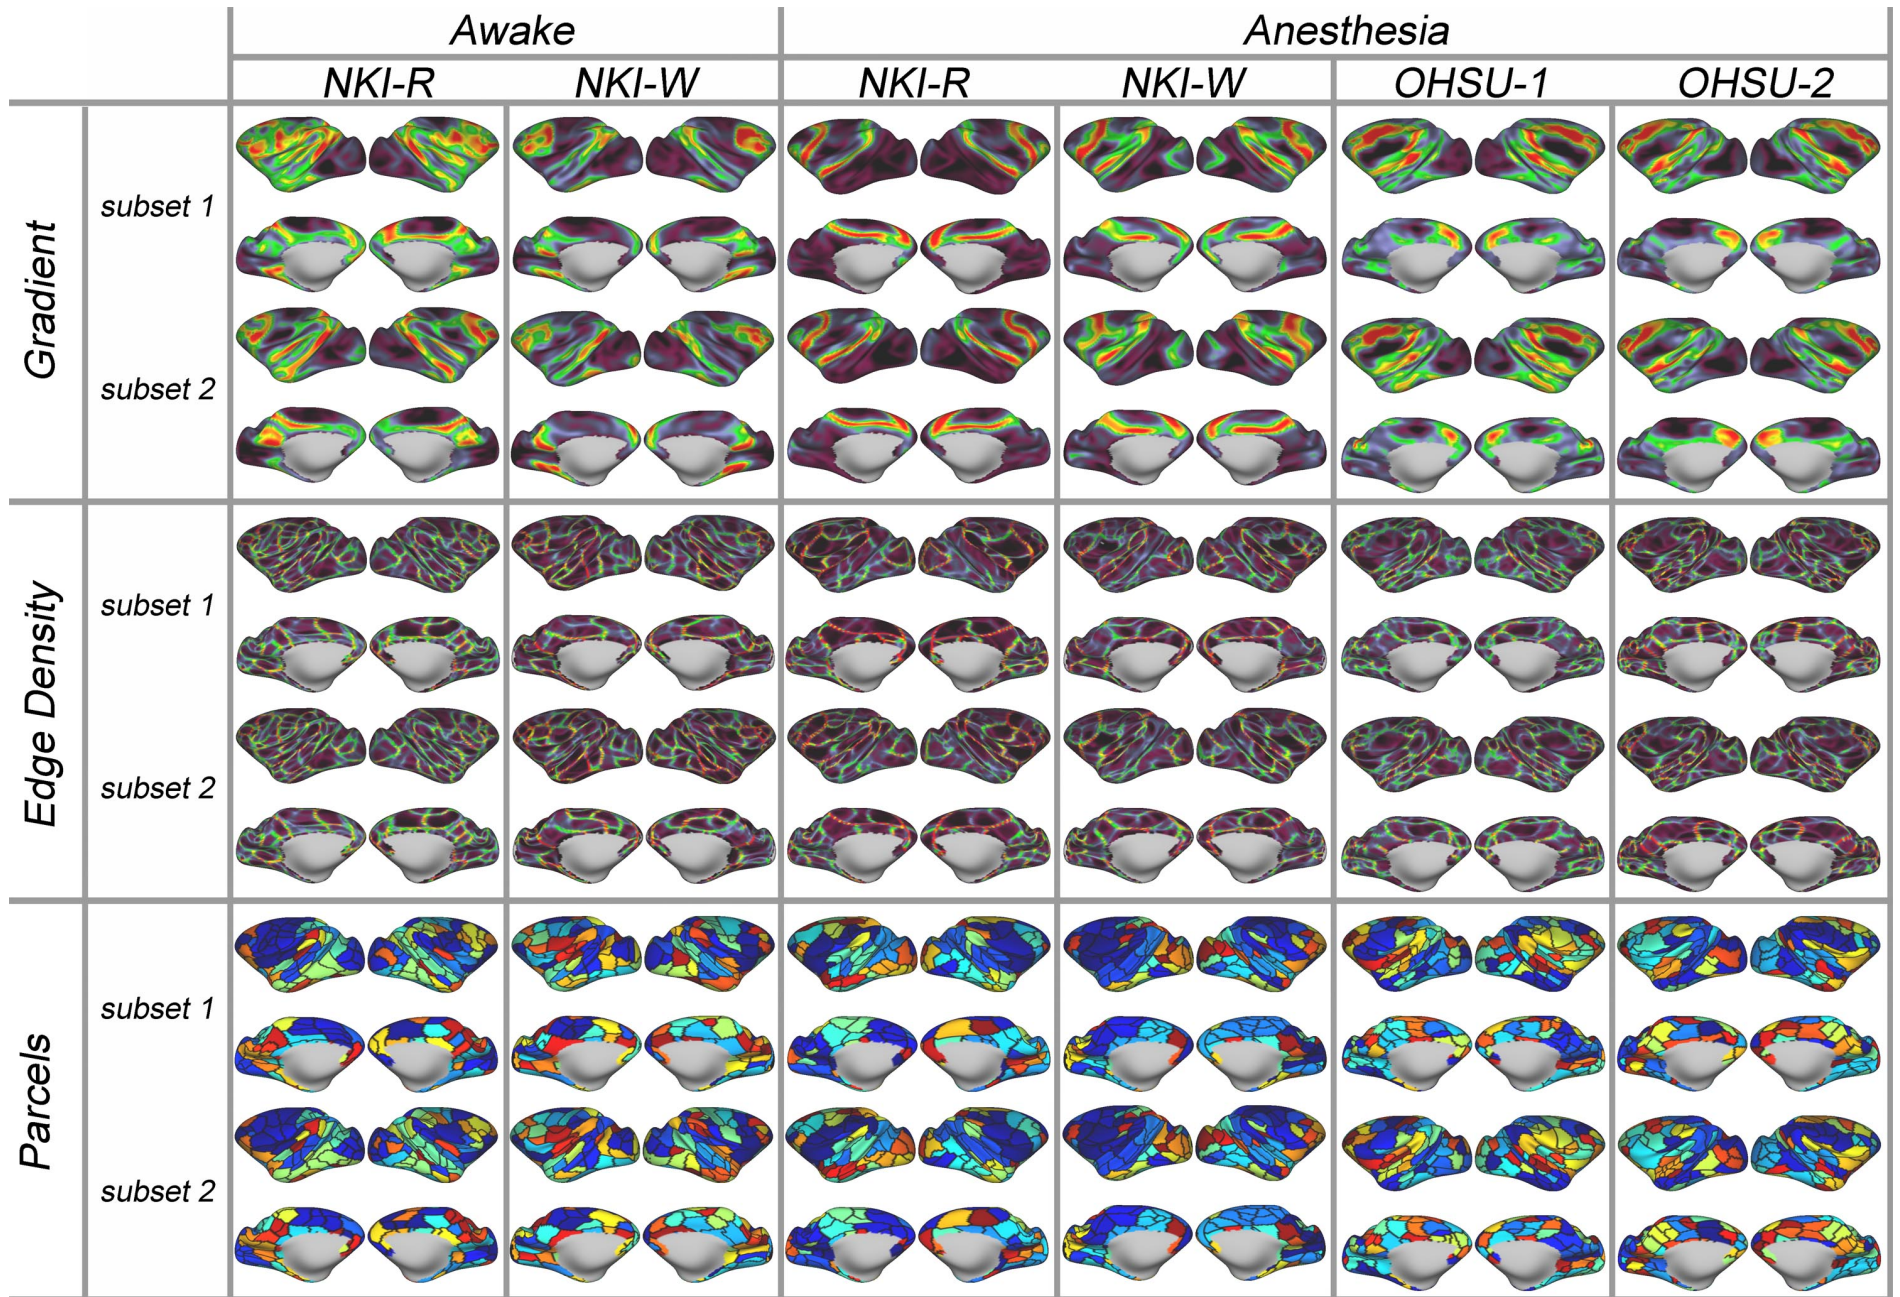 Awake Anesthesia
NKI-R NKI-W NKI-R NKI-W OHSU-1 OHSU-2
Gradient
subset 1
subset 2
Edge Density
subset 1
subset 2
Parcels
subset 1
subset 2